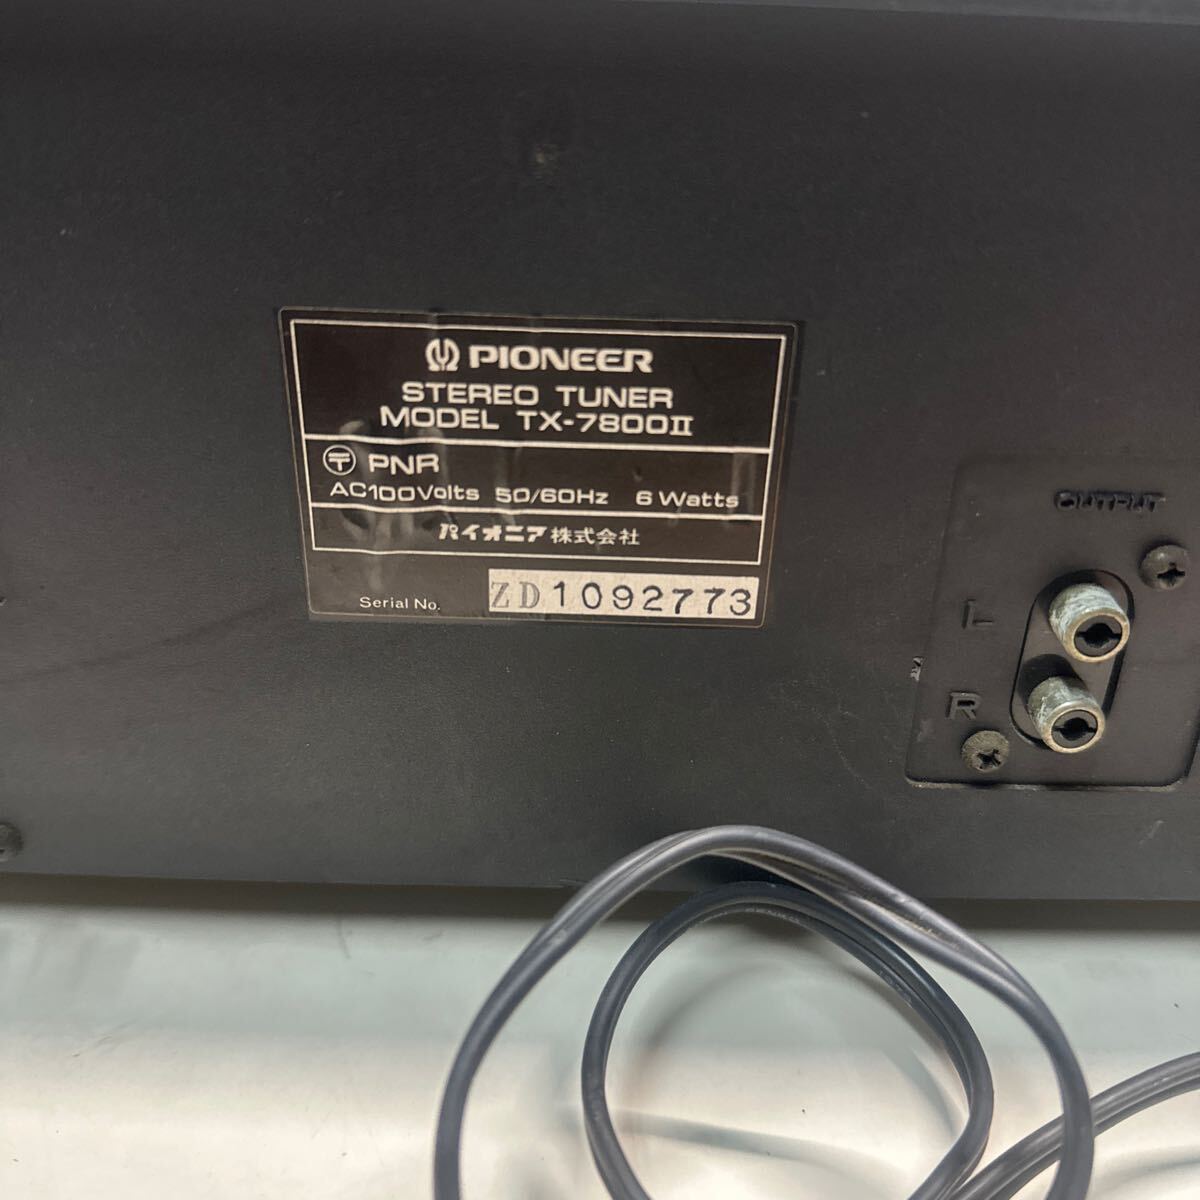 PIONEER
STEREO TUNER
MODEL TX-7800II
PNR
AC100Volts 50/60Hz 6 Watts
パイオニア株式会社
Serial No. ZD1092773
OUTPUT
L
R